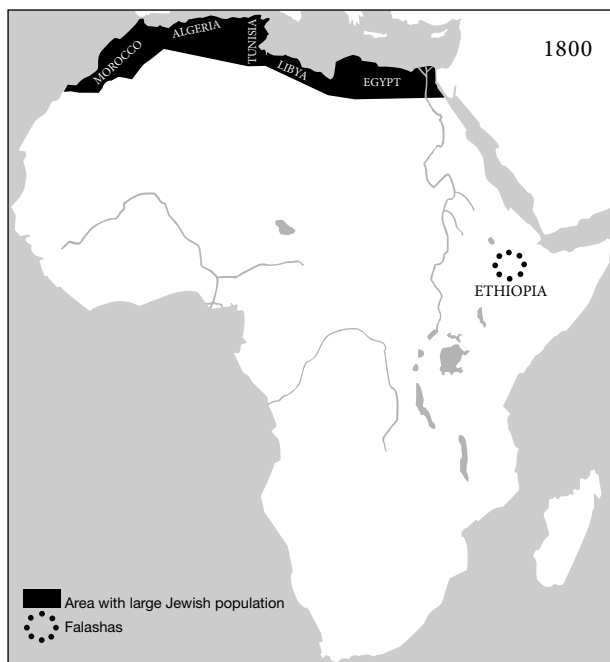 1800
MOROCCO
ALGERIA
TUNISIA
LIBYA
EGYPT
ETHIOPIA
Area with large Jewish population
Falashas